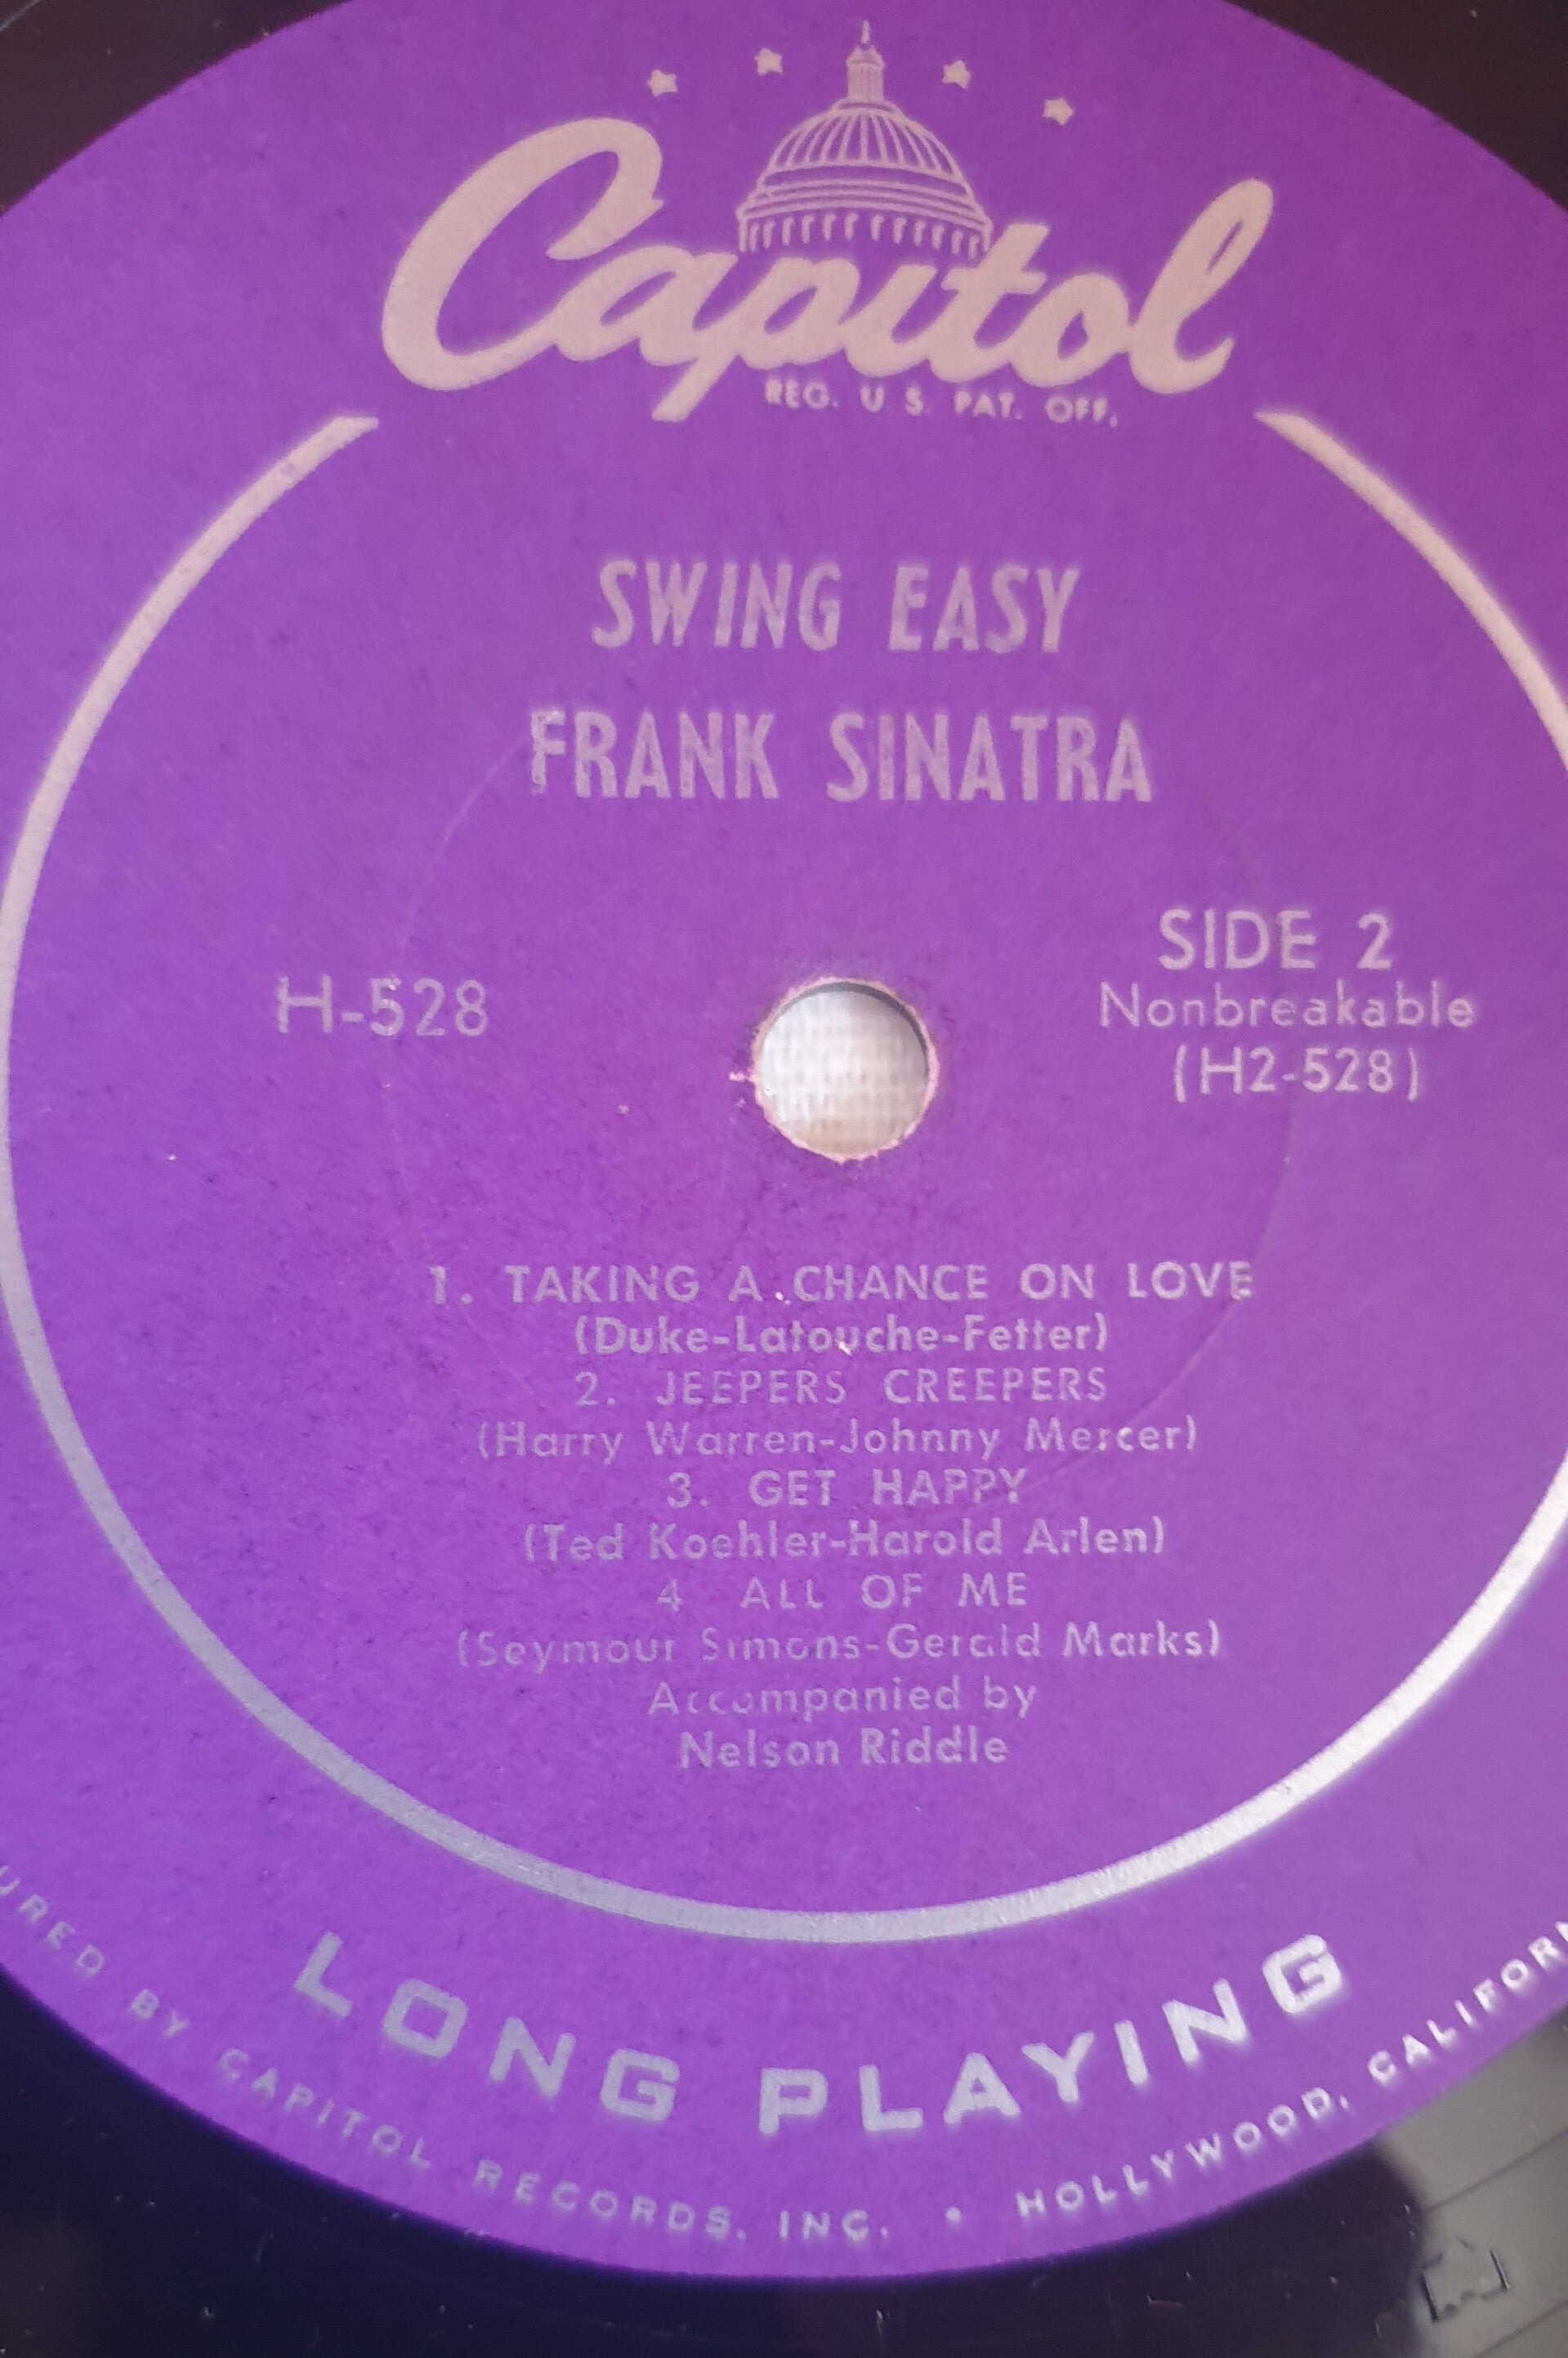 Capitol
REG. U.S. PAT. OFF.
SWING EASY
FRANK SINATRA
H-528
SIDE 2
Nonbreakable
(H2-528)
1. TAKING A CHANCE ON LOVE
(Duke-Latouche-Fetter)
2. JEEPERS CREEPERS
(Harry Warren-Johnny Mercer)
3. GET HAPPY
(Ted Koehler-Harold Arlen)
4 ALL OF ME
(Seymour Simons-Gerald Marks)
Accompanied by
Nelson Riddle
LONG PLAYING
URED BY CAPITOL RECORDS, INC. • HOLLYWOOD, CALIFORN